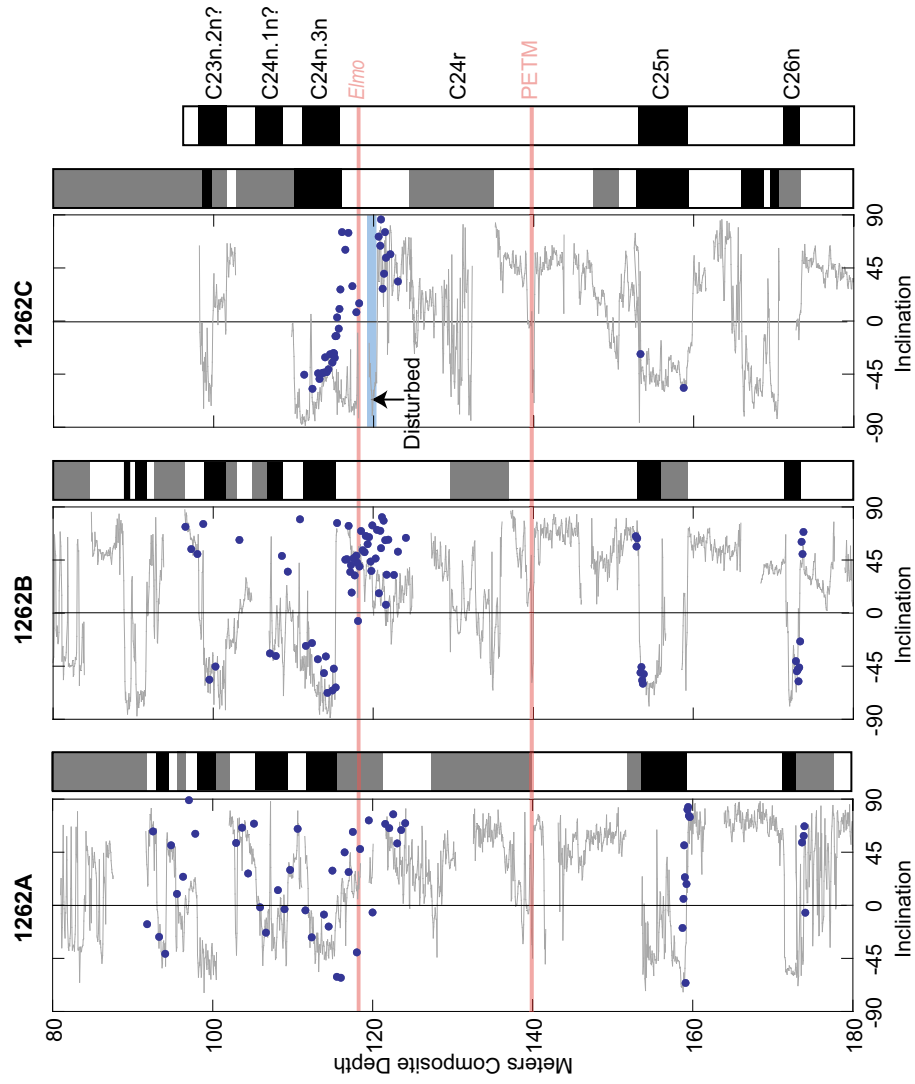 1262A
1262B
1262C
C23n.2n?
C24n.1n?
C24n.3n
Elmo
C24r
PETM
C25n
C26n
Disturbed
Meters Composite Depth
80
100
120
140
160
180
-90
-45
0
45
90
Inclination
-90
-45
0
45
90
Inclination
-90
-45
0
45
90
Inclination